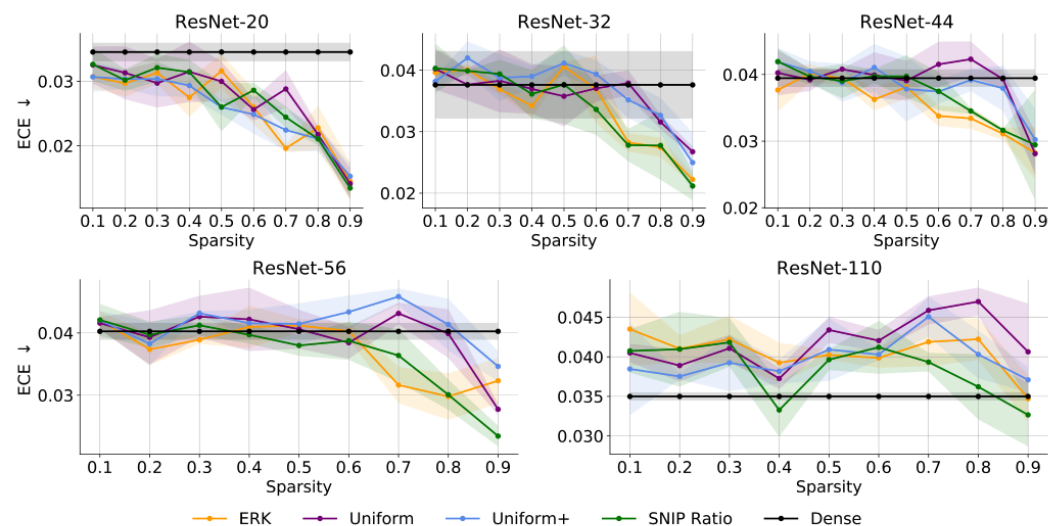 ResNet-20
ResNet-32
ResNet-44
ECE ↓
0.03
0.02
0.04
0.03
0.02
0.04
0.03
0.02
0.1 0.2 0.3 0.4 0.5 0.6 0.7 0.8 0.9
0.1 0.2 0.3 0.4 0.5 0.6 0.7 0.8 0.9
0.1 0.2 0.3 0.4 0.5 0.6 0.7 0.8 0.9
Sparsity
Sparsity
Sparsity
ResNet-56
ResNet-110
ECE ↓
0.04
0.03
0.045
0.040
0.035
0.030
0.1 0.2 0.3 0.4 0.5 0.6 0.7 0.8 0.9
0.1 0.2 0.3 0.4 0.5 0.6 0.7 0.8 0.9
Sparsity
Sparsity
ERK Uniform Uniform+ SNIP Ratio Dense